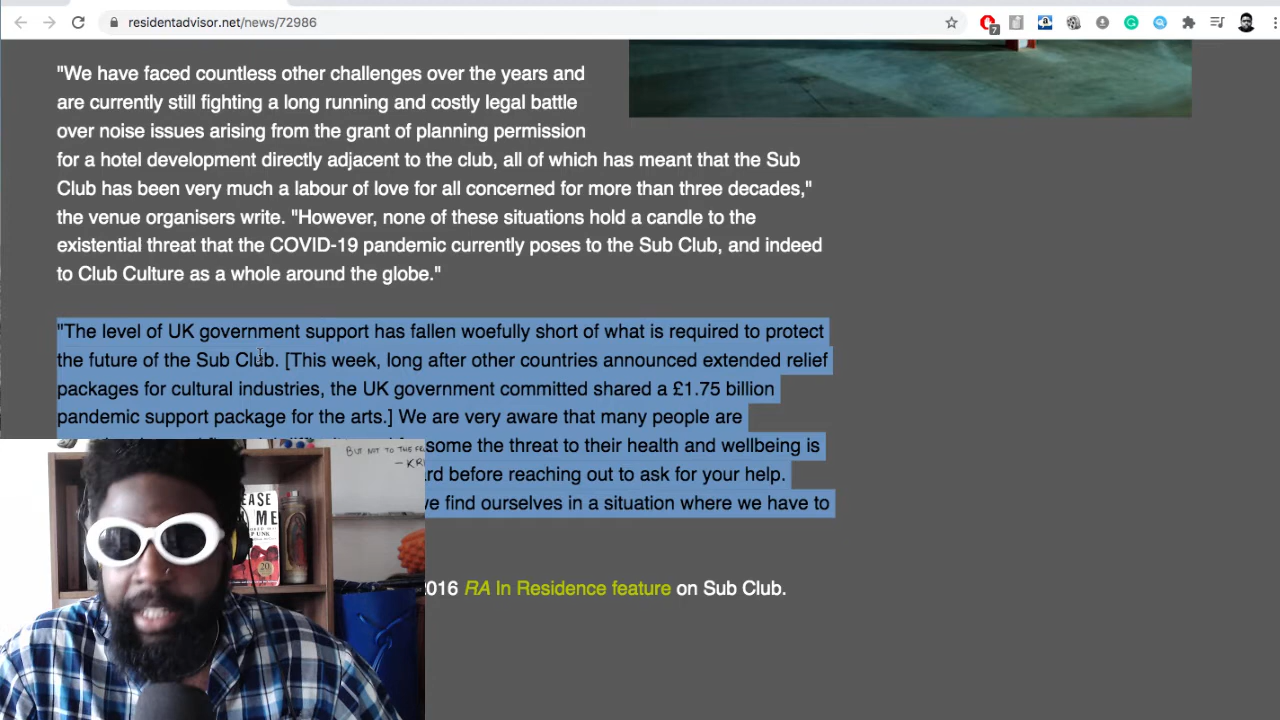 residentadvisor.net/news/72986
7
"We have faced countless other challenges over the years and
are currently still fighting a long running and costly legal battle
over noise issues arising from the grant of planning permission
for a hotel development directly adjacent to the club, all of which has meant that the Sub
Club has been very much a labour of love for all concerned for more than three decades,"
the venue organisers write. "However, none of these situations hold a candle to the
existential threat that the COVID-19 pandemic currently poses to the Sub Club, and indeed
to Club Culture as a whole around the globe."
"The level of UK government support has fallen woefully short of what is required to protect
the future of the Sub Club. [This week, long after other countries announced extended relief
packages for cultural industries, the UK government committed shared a £1.75 billion
pandemic support package for the arts.] We are very aware that many people are
some the threat to their health and wellbeing is
before reaching out to ask for your help.
find ourselves in a situation where we have to
2016 RA In Residence feature on Sub Club.
BUT NOT TO THE
EASE
ME
PUNK
20